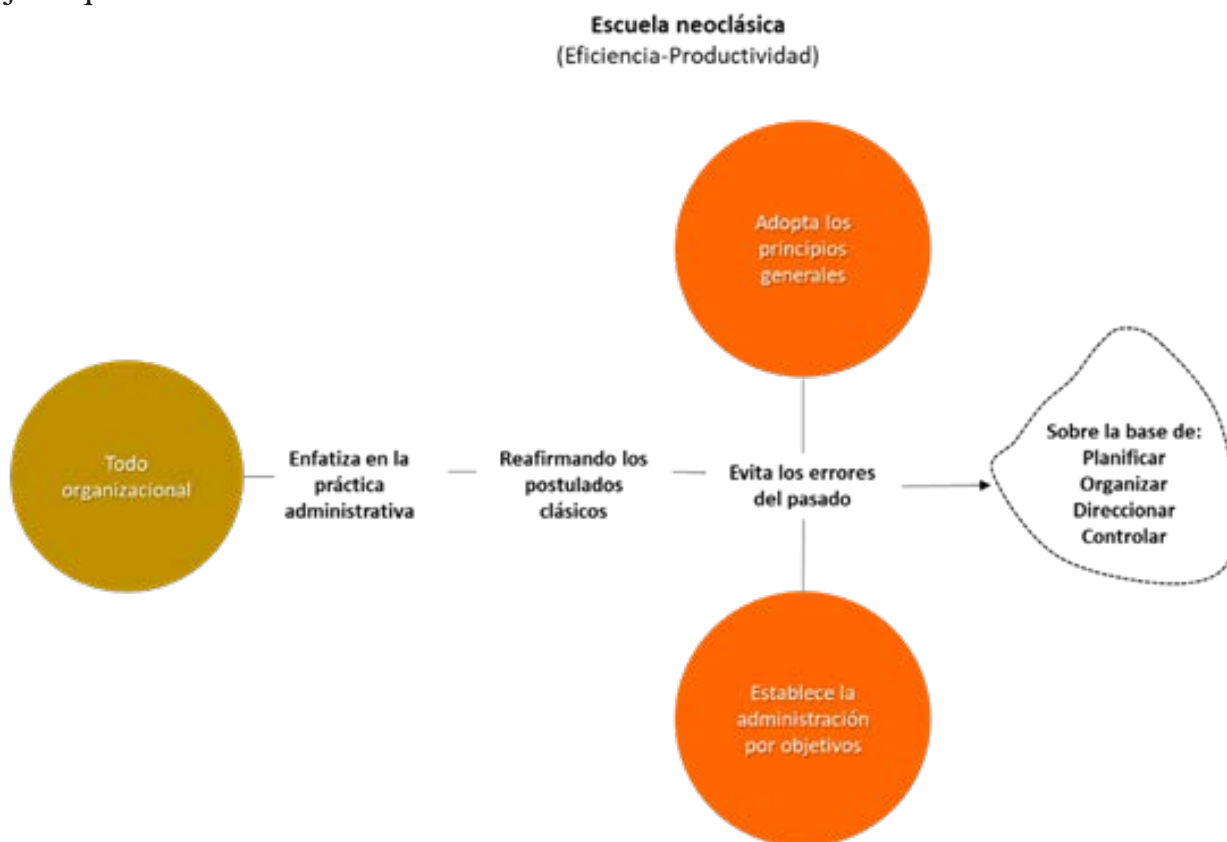 Escuela neoclásica
(Eficiencia-Productividad)
Adopta los
principios
generales
Todo
organizacional
Enfatiza en la
práctica
administrativa
Reafirmando los
postulados
clásicos
Evita los errores
del pasado
Sobre la base de:
Planificar
Organizar
Direccionar
Controlar
Establece la
administración
por objetivos